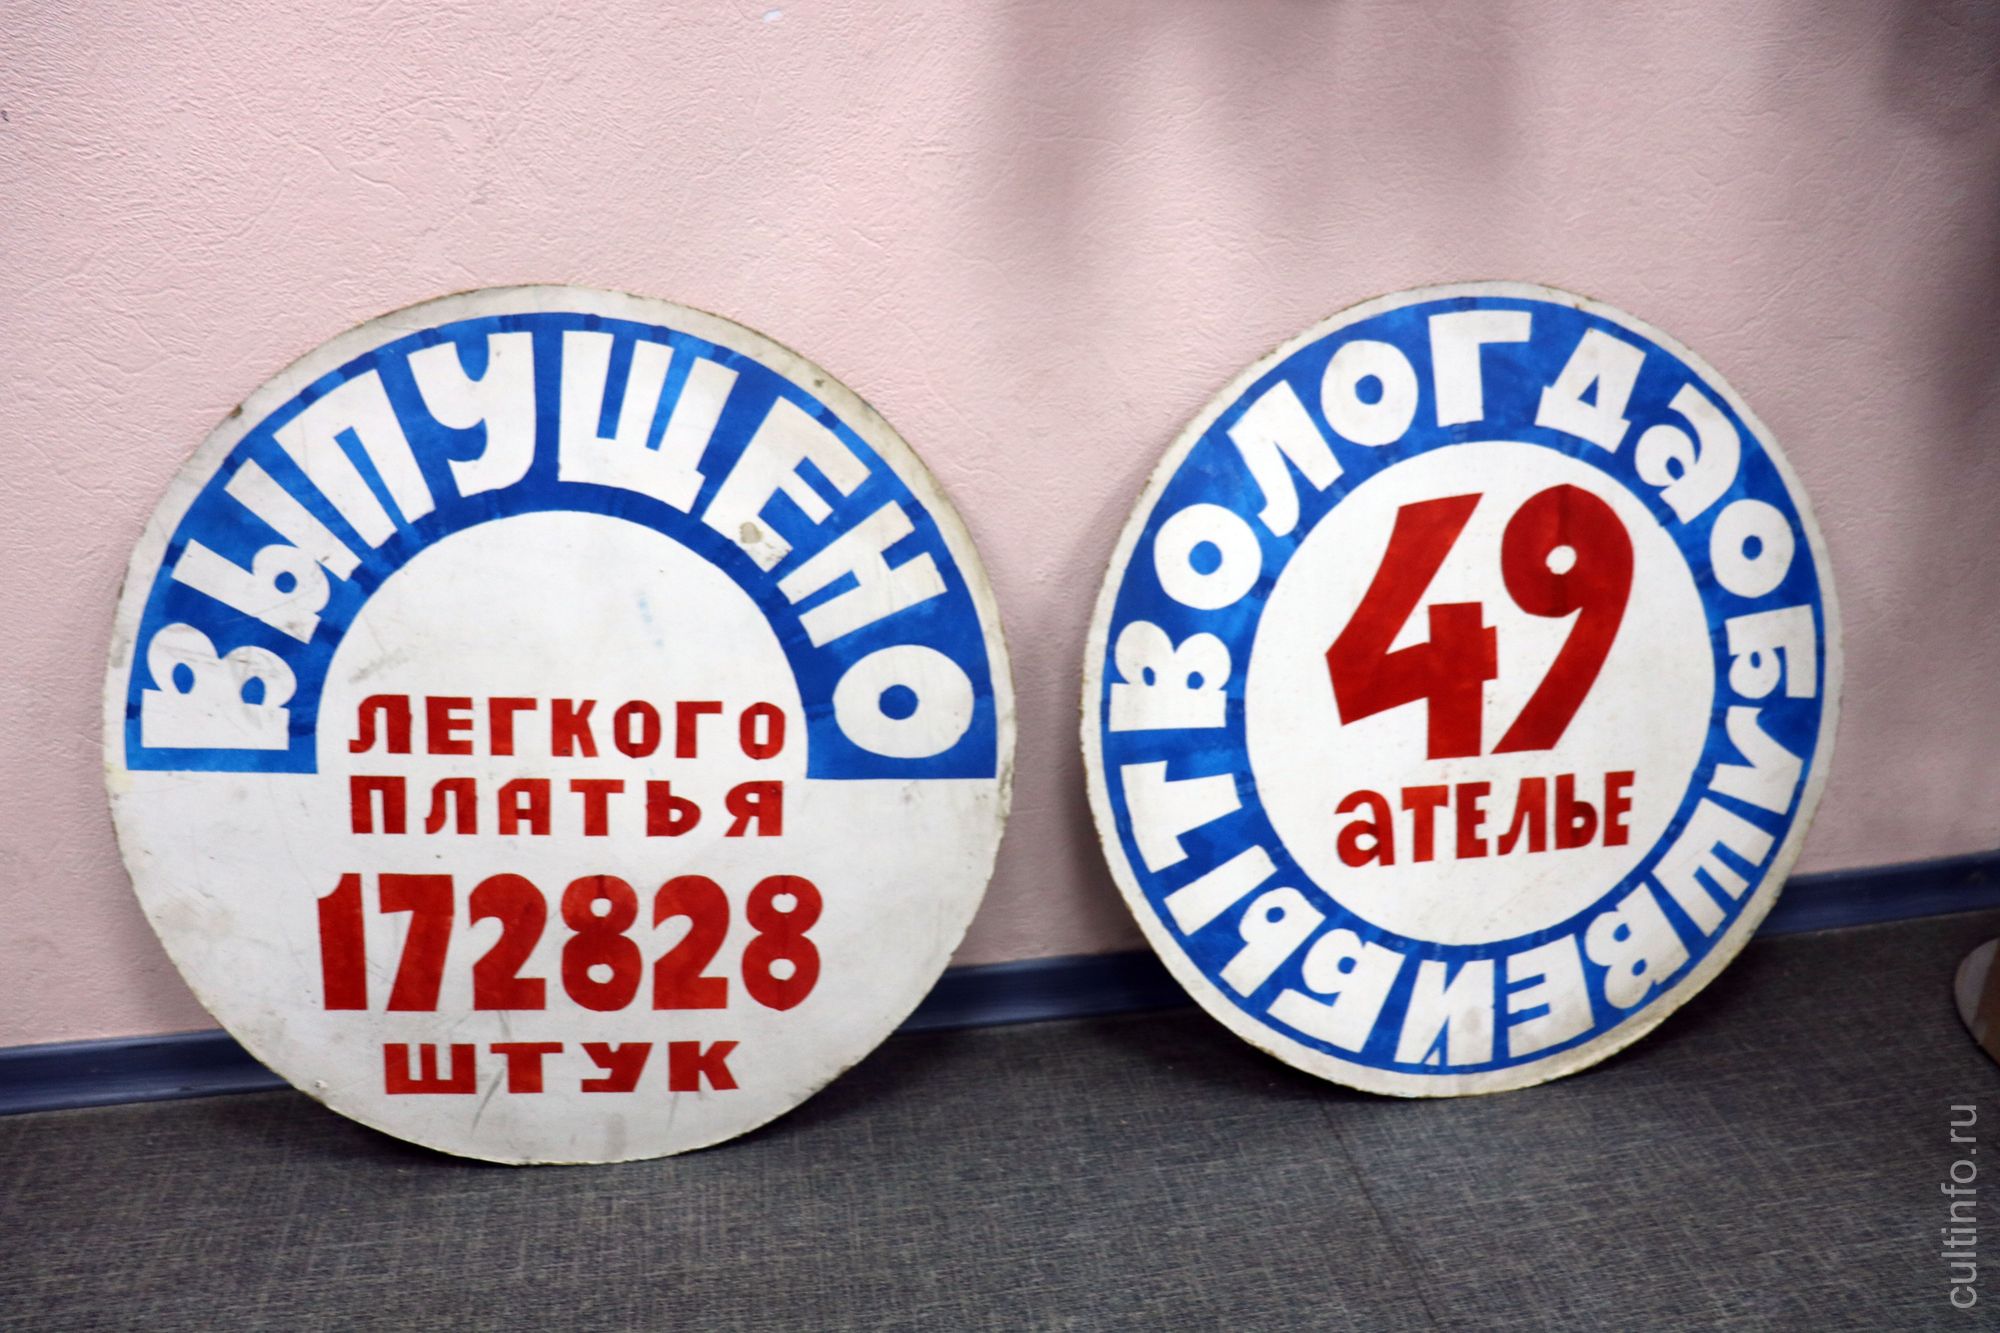 ВЫПУЩЕНО
ЛЕГКОГО
ПЛАТЬЯ
172828
ШТУК
ВОЛОГДАОБЛШВЕЙБЫТ
49
АТЕЛЬЕ
cultinfo.ru